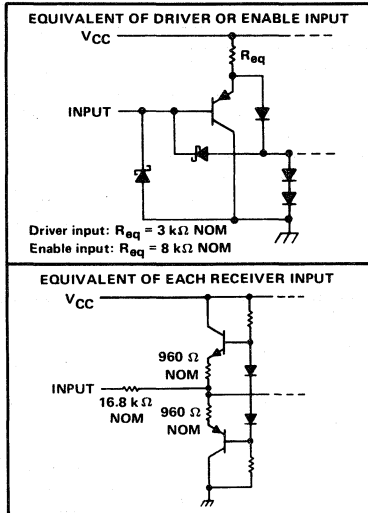 EQUIVALENT OF DRIVER OR ENABLE INPUT
VCC
Req
INPUT
Driver input: Req = 3 kΩ NOM
Enable input: Req = 8 kΩ NOM
EQUIVALENT OF EACH RECEIVER INPUT
VCC
960 Ω
NOM
INPUT
16.8 kΩ
NOM
960 Ω
NOM